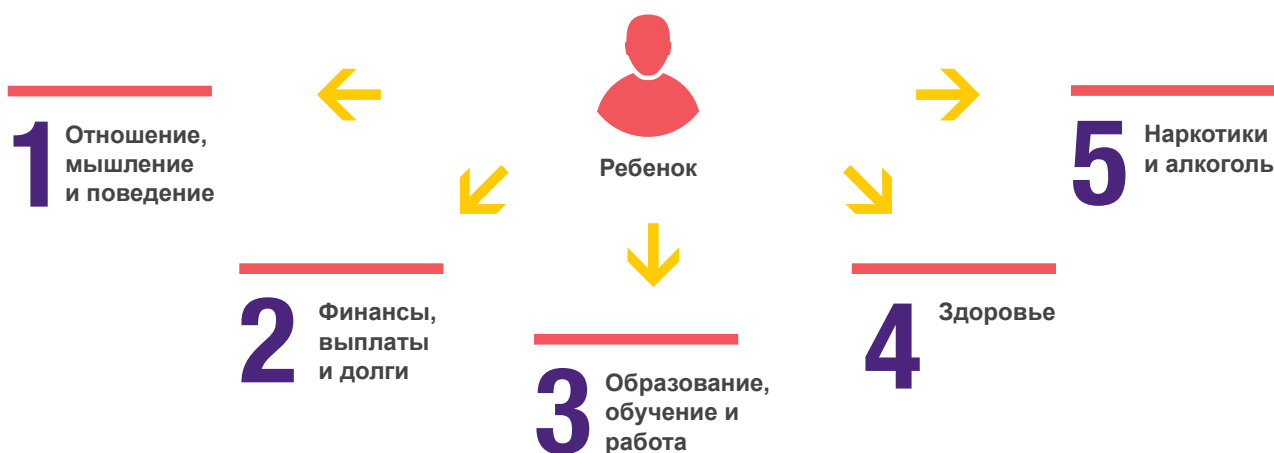 Ребенок
1
Отношение,
мышление
и поведение
2
Финансы,
выплаты
и долги
3
Образование,
обучение и
работа
4
Здоровье
5
Наркотики
и алкоголь